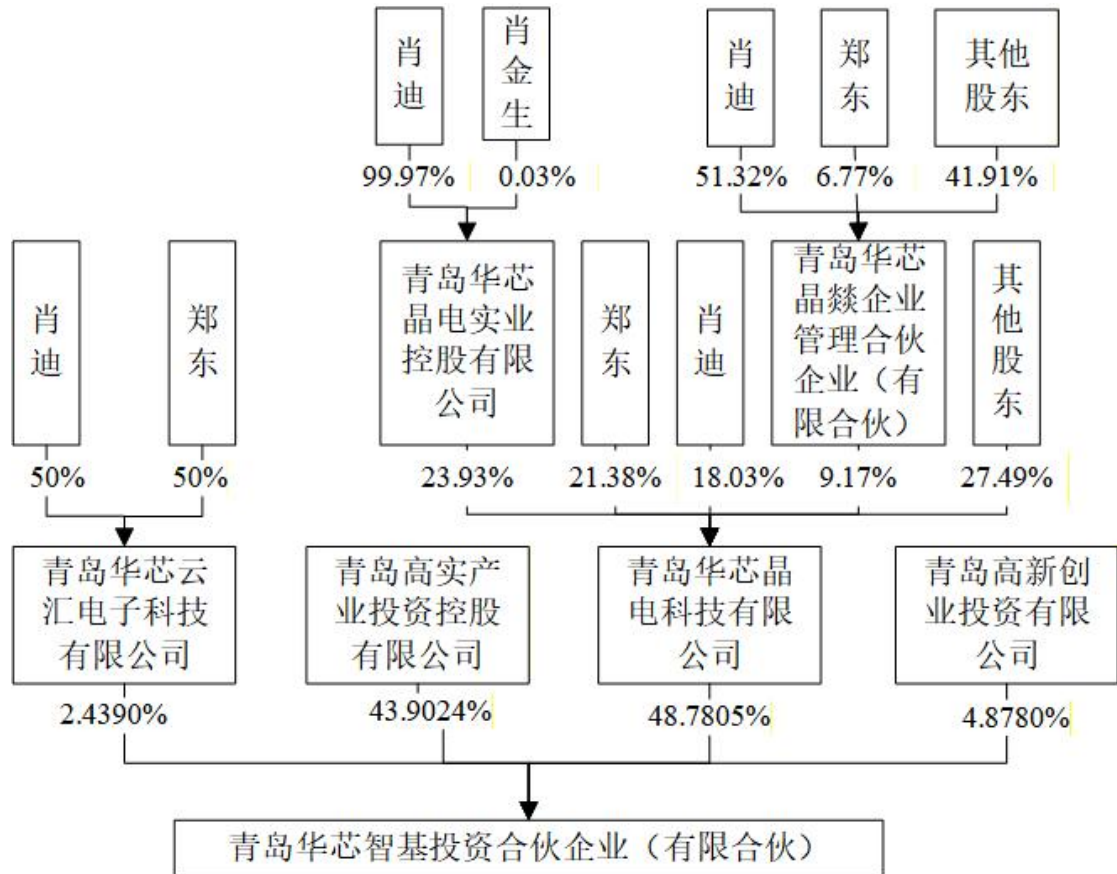 肖迪
肖金生
肖迪
郑东
其他
股东
99.97%
0.03%
51.32%
6.77%
41.91%
肖迪
郑东
青岛华芯
晶电实业
控股有限
公司
郑东
肖迪
青岛华芯
晶燚企业
管理合伙
企业（有
限合伙）
其他股东
50%
50%
23.93%
21.38%
18.03%
9.17%
27.49%
青岛华芯云
汇电子科技
有限公司
青岛高实产
业投资控股
有限公司
青岛华芯晶
电科技有限
公司
青岛高新创
业投资有限
公司
2.4390%
43.9024%
48.7805%
4.8780%
青岛华芯智基投资合伙企业（有限合伙）